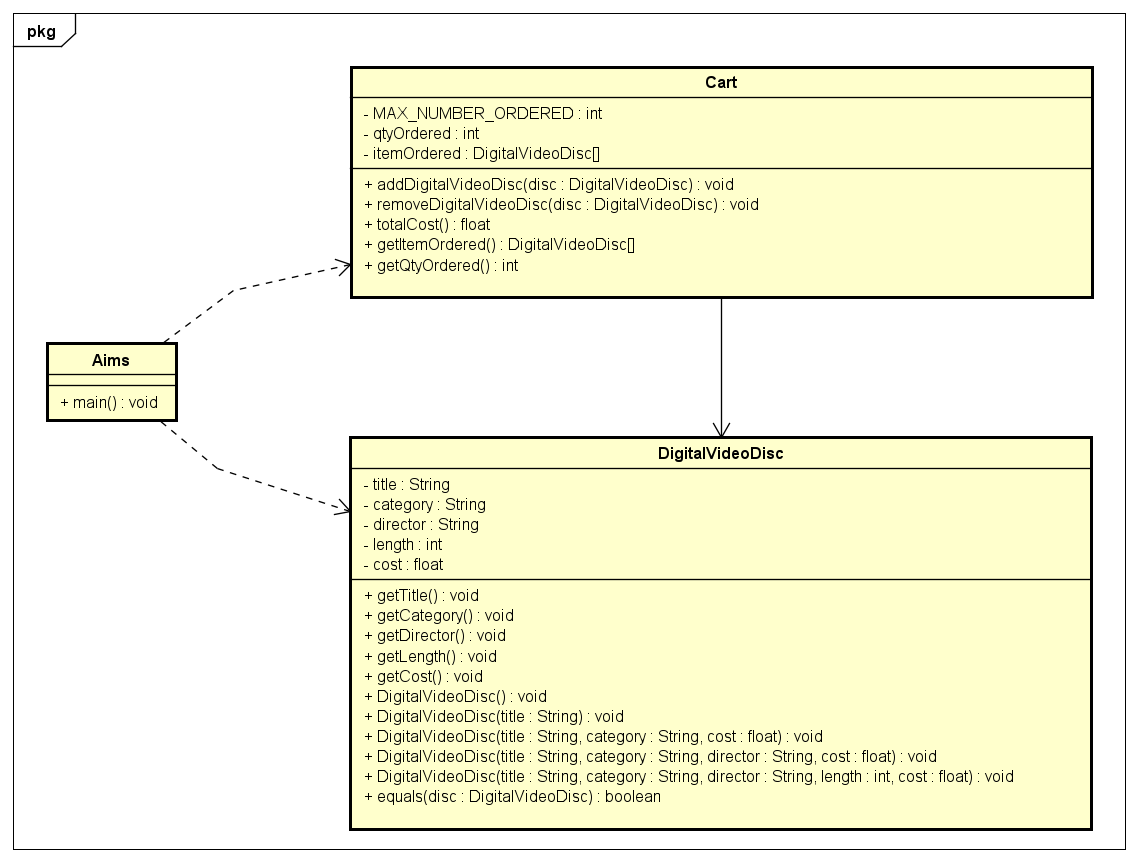 pkg
Cart
- MAX_NUMBER_ORDERED : int
- qtyOrdered : int
- itemOrdered : DigitalVideoDisc[]
+ addDigitalVideoDisc(disc : DigitalVideoDisc) : void
+ removeDigitalVideoDisc(disc : DigitalVideoDisc) : void
+ totalCost() : float
+ getItemOrdered() : DigitalVideoDisc[]
+ getQtyOrdered() : int
Aims
+ main() : void
DigitalVideoDisc
- title : String
- category : String
- director : String
- length : int
- cost : float
+ getTitle() : void
+ getCategory() : void
+ getDirector() : void
+ getLength() : void
+ getCost() : void
+ DigitalVideoDisc() : void
+ DigitalVideoDisc(title : String) : void
+ DigitalVideoDisc(title : String, category : String, cost : float) : void
+ DigitalVideoDisc(title : String, category : String, director : String, cost : float) : void
+ DigitalVideoDisc(title : String, category : String, director : String, length : int, cost : float) : void
+ equals(disc : DigitalVideoDisc) : boolean